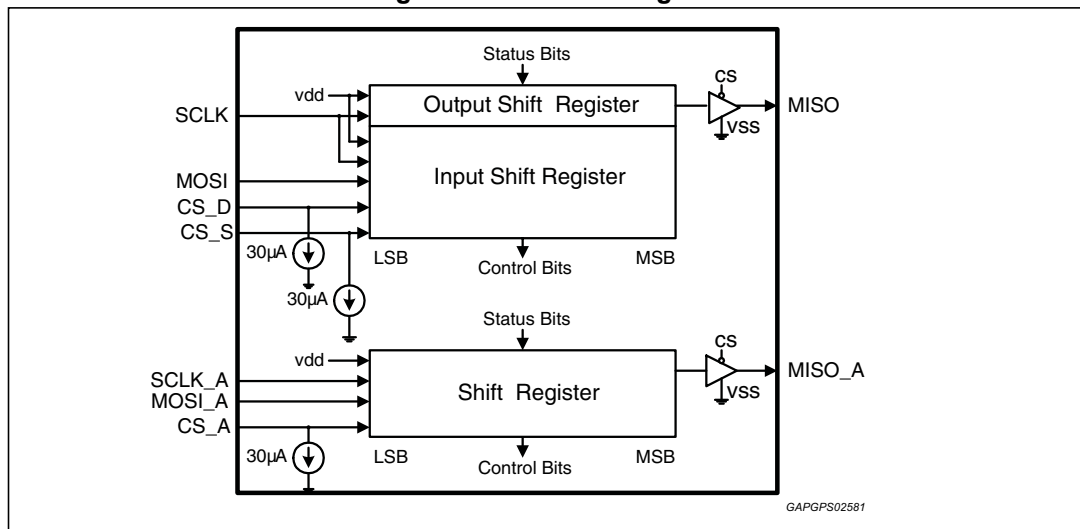 Status Bits
vdd
Output Shift Register
CS
VSS
MISO
SCLK
Input Shift Register
MOSI
CS_D
CS_S
30µA
LSB
Control Bits
MSB
30µA
Status Bits
vdd
CS
VSS
MISO_A
SCLK_A
MOSI_A
CS_A
Shift Register
30µA
LSB
Control Bits
MSB
GAPGPS02581